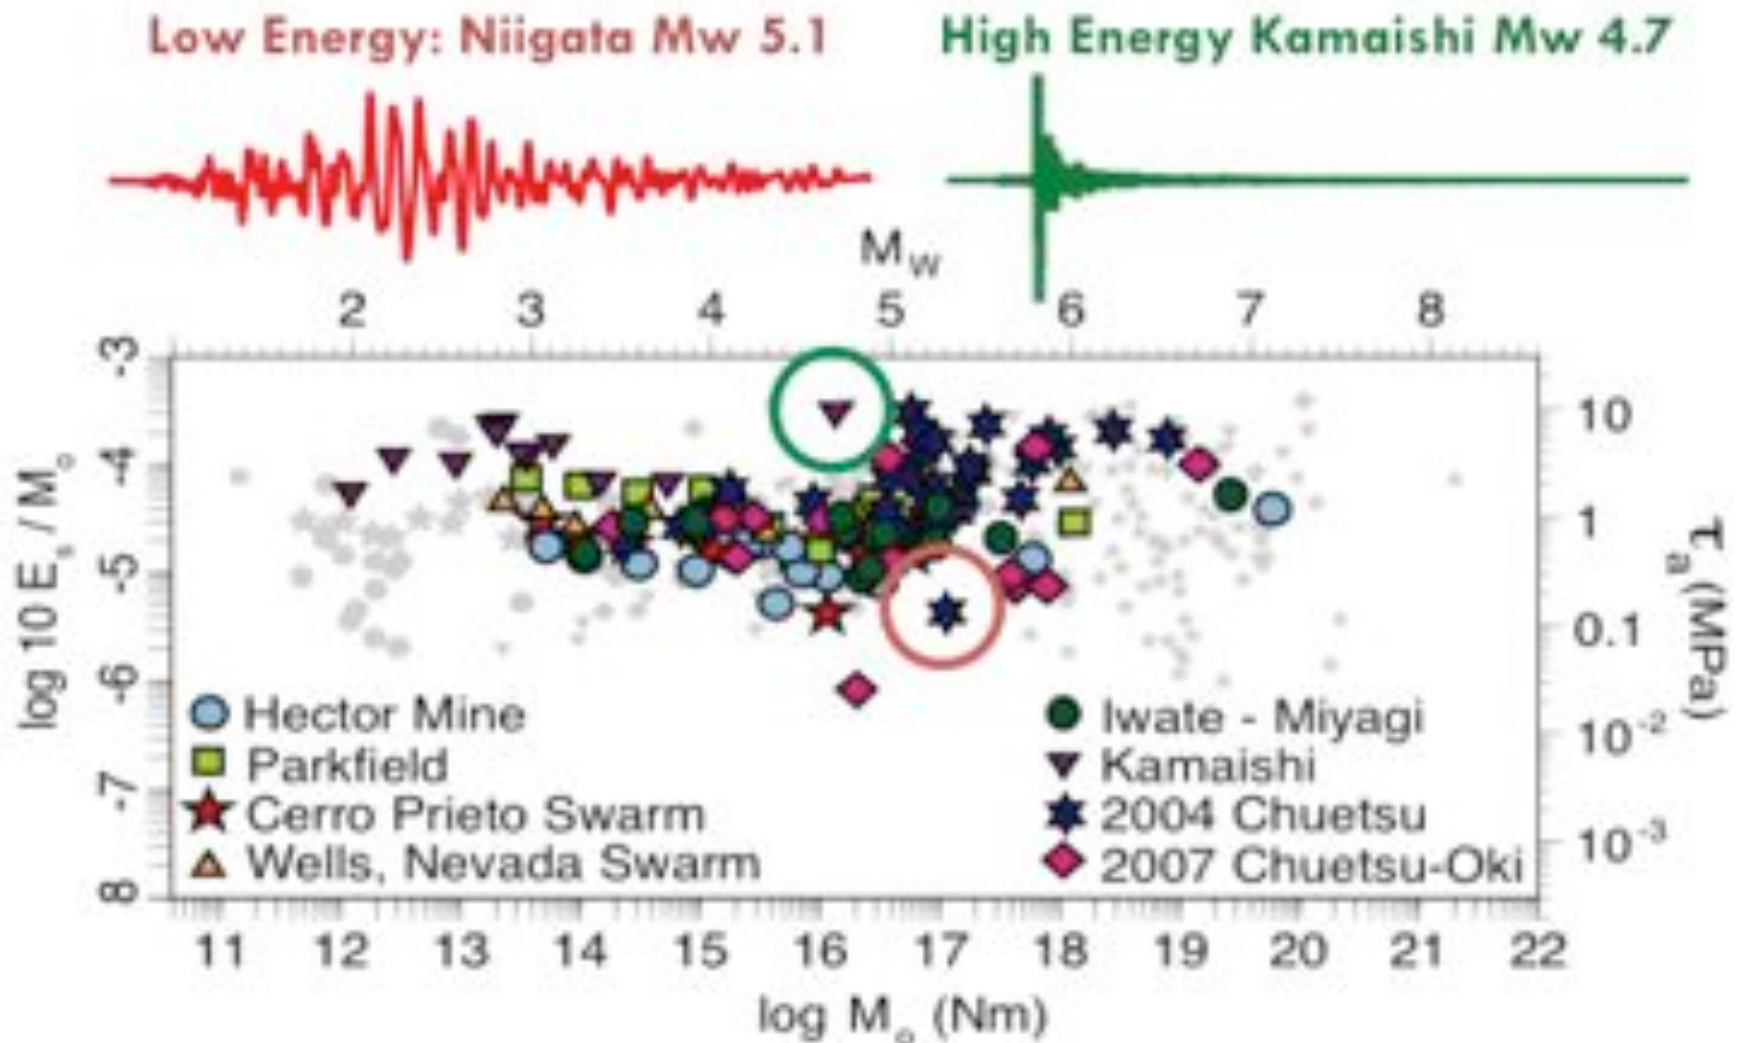 Low Energy: Niigata Mw 5.1
High Energy Kamaishi Mw 4.7
Mw
2 3 4 5 6 7 8
-3
-4
-5
-6
-7
-8
log 10 Es / Mo
10
1
0.1
10-2
10-3
τa (MPa)
Hector Mine
Parkfield
Cerro Prieto Swarm
Wells, Nevada Swarm
Iwate - Miyagi
Kamaishi
2004 Chuetsu
2007 Chuetsu-Oki
11 12 13 14 15 16 17 18 19 20 21 22
log Mo (Nm)